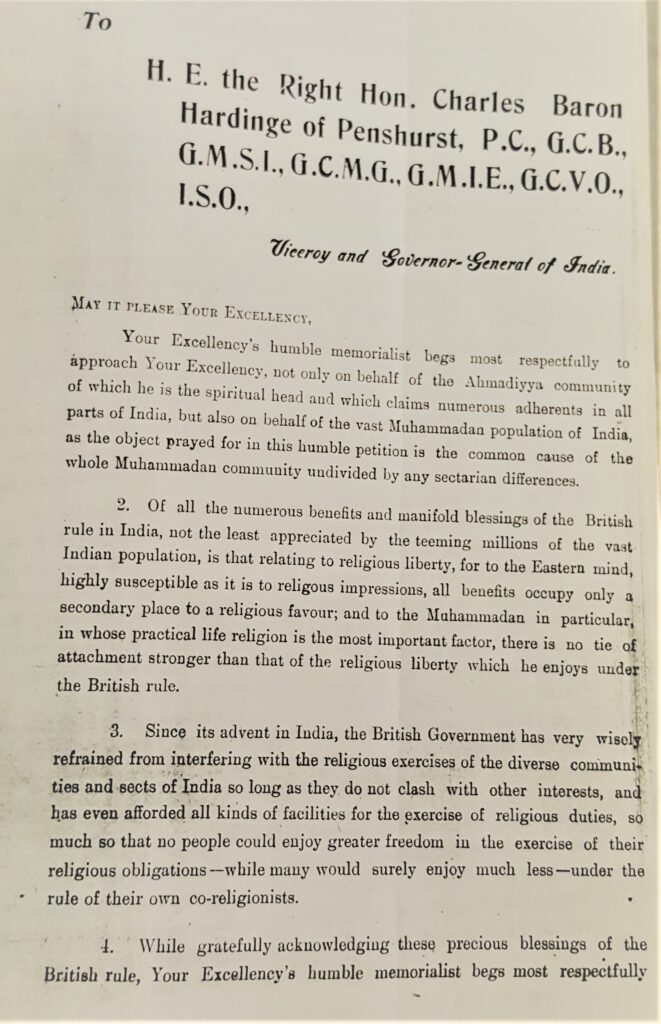 To
H. E. the Right Hon. Charles Baron
Hardinge of Penshurst, P.C., G.C.B.,
G.M.S.I., G.C.M.G., G.M.I.E., G.C.V.O.,
I.S.O.,
Viceroy and Governor-General of India.
MAY IT PLEASE YOUR EXCELLENCY,
Your Excellency's humble memorialist begs most respectfully to
approach Your Excellency, not only on behalf of the Ahmadiyya community
of which he is the spiritual head and which claims numerous adherents in all
parts of India, but also on behalf of the vast Muhammadan population of India,
as the object prayed for in this humble petition is the common cause of the
whole Muhammadan community undivided by any sectarian differences.
2. Of all the numerous benefits and manifold blessings of the British
rule in India, not the least appreciated by the teeming millions of the vast
Indian population, is that relating to religious liberty, for to the Eastern mind,
highly susceptible as it is to religous impressions, all benefits occupy only a
secondary place to a religious favour; and to the Muhammadan in particular,
in whose practical life religion is the most important factor, there is no tie of
attachment stronger than that of the religious liberty which he enjoys under
the British rule.
3. Since its advent in India, the British Government has very wisely
refrained from interfering with the religious exercises of the diverse communi-
ties and sects of India so long as they do not clash with other interests, and
has even afforded all kinds of facilities for the exercise of religious duties, so
much so that no people could enjoy greater freedom in the exercise of their
religious obligations—while many would surely enjoy much less—under the
rule of their own co-religionists.
4. While gratefully acknowledging these precious blessings of the
British rule, Your Excellency's humble memorialist begs most respectfully